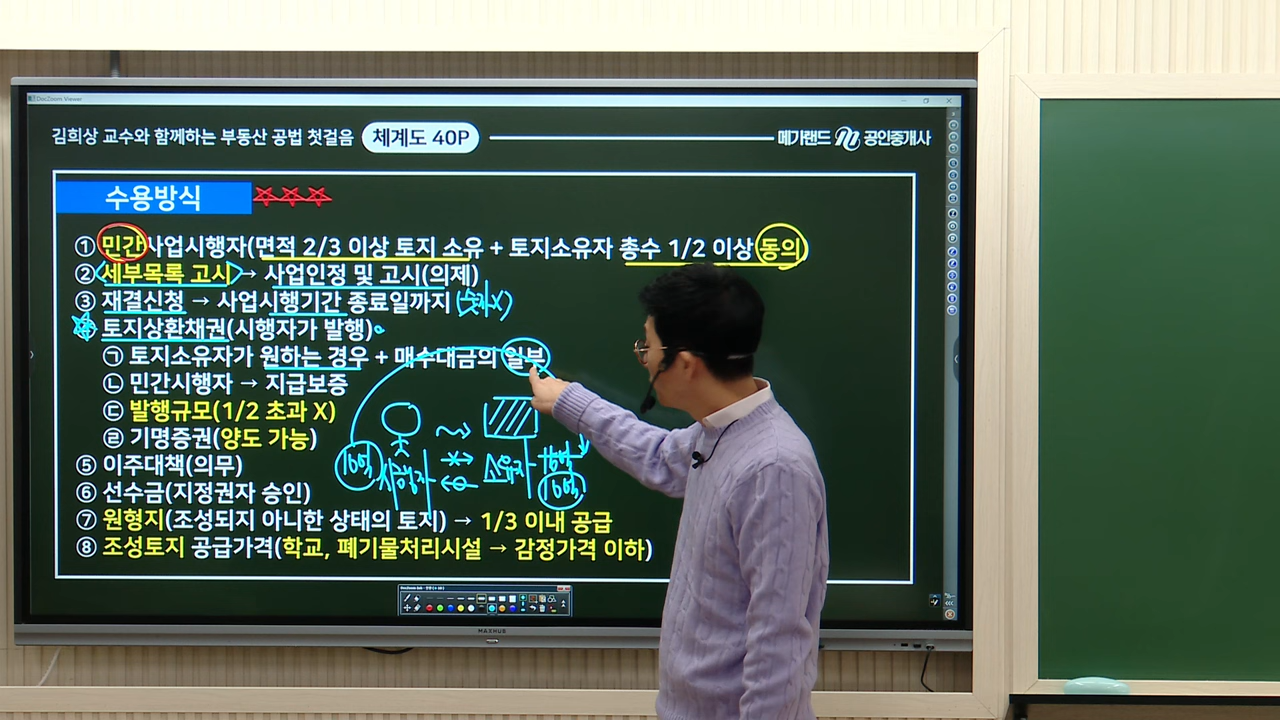 DocZoom Viewer
김희상 교수와 함께하는 부동산 공법 첫걸음 체계도 40P 메가랜드 공인중개사
수용방식
① 민간사업시행자(면적 2/3 이상 토지 소유 + 토지소유자 총수 1/2 이상 동의)
② 세부목록 고시 → 사업인정 및 고시(의제)
③ 재결신청 → 사업시행기간 종료일까지
④ 토지상환채권(시행자가 발행)
㉠ 토지소유자가 원하는 경우 + 매수대금의 일부
㉡ 민간시행자 → 지급보증
㉢ 발행규모(1/2 초과 X)
㉣ 기명증권(양도 가능)
시행자 소유자
⑤ 이주대책(의무)
⑥ 선수금(지정권자 승인)
⑦ 원형지(조성되지 아니한 상태의 토지) → 1/3 이내 공급
⑧ 조성토지 공급가격(학교, 폐기물처리시설 → 감정가격 이하)
MAXHUB